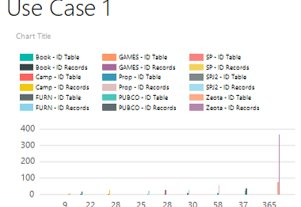 Use Case 1
Chart Title
Book - ID Table GAMES - ID Table SP - ID Table
Book - ID Records GAMES - ID Records SP - ID Records
Camp - ID Table Prop - ID Table SPJ2 - ID Table
Camp - ID Records Prop - ID Records SPJ2 - ID Records
FURN - ID Table PUBCO - ID Table Zeota - ID Table
FURN - ID Records PUBCO - ID Records Zeota - ID Records
400
300
200
100
0
9 22 28 25 28 30 58 37 365